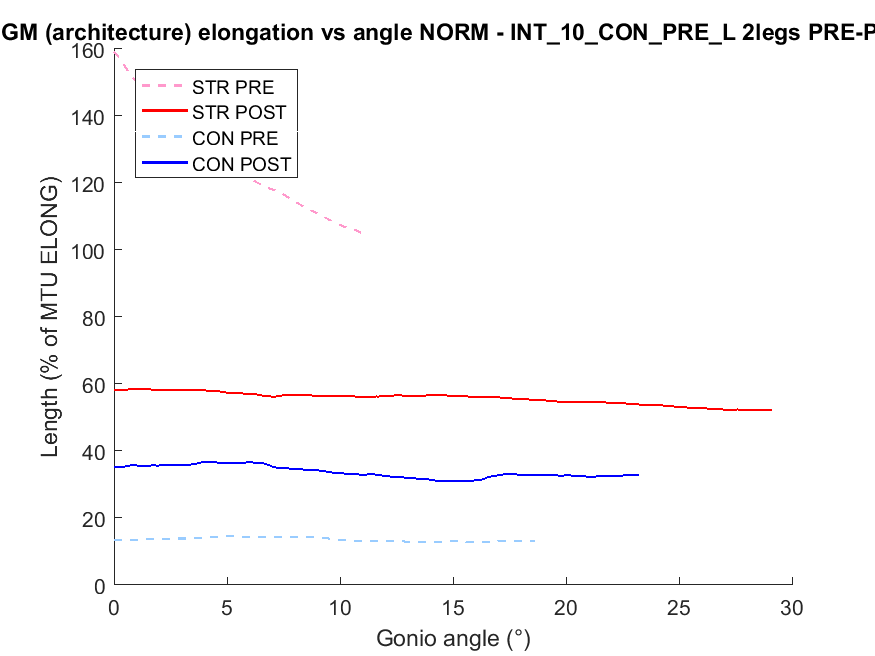 GM (architecture) elongation vs angle NORM - INT_10_CON_PRE_L 2legs PRE-P
160
140
120
100
80
60
40
20
0
Length (% of MTU ELONG)
STR PRE
STR POST
CON PRE
CON POST
0 5 10 15 20 25 30
Gonio angle (°)